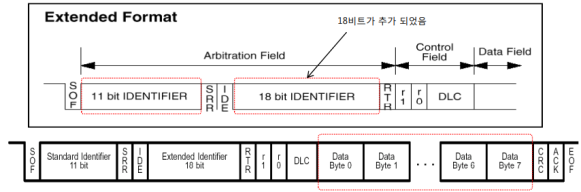 Extended Format
18비트가 추가 되었음
Arbitration Field
Control Field
Data Field
SOF
11 bit IDENTIFIER
SRR
IDE
18 bit IDENTIFIER
RTR
r1
r0
DLC
SOF
Standard Identifier 11 bit
SRR
IDE
Extended Identifier 18 bit
RTR
r1
r0
DLC
Data Byte 0
Data Byte 1
...
Data Byte 6
Data Byte 7
CRC
ACK
EOF